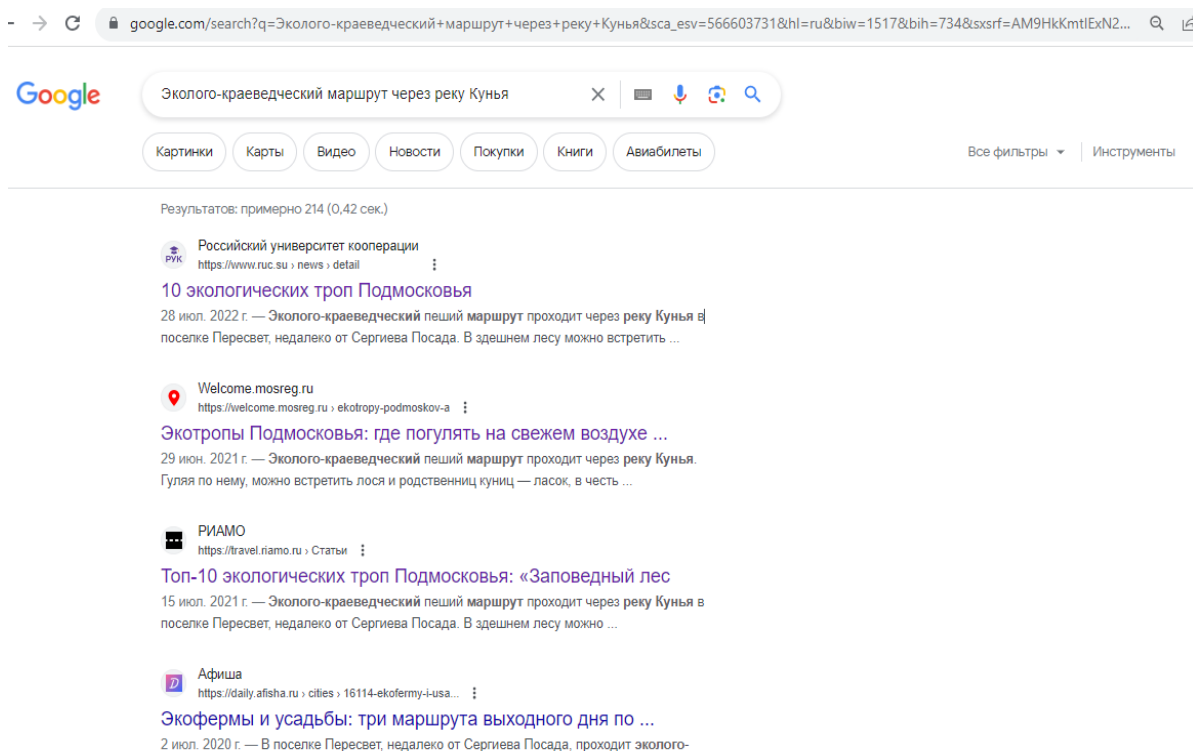 google.com/search?q=Эколого-краеведческий+маршрут+через+реку+Кунья&sca_esv=566603731&hl=ru&biw=1517&bih=734&sxsrf=AM9HkKmtlExN2...
Google
Эколого-краеведческий маршрут через реку Кунья
Картинки Карты Видео Новости Покупки Книги Авиабилеты Все фильтры Инструменты
Результатов: примерно 214 (0,42 сек.)
РУК
Российский университет кооперации
https://www.ruc.su › news › detail
10 экологических троп Подмосковья
28 июл. 2022 г. — Эколого-краеведческий пеший маршрут проходит через реку Кунья в
поселке Пересвет, недалеко от Сергиева Посада. В здешнем лесу можно встретить ...
Welcome.mosreg.ru
https://welcome.mosreg.ru › ekotropy-podmoskov-a
Экотропы Подмосковья: где погулять на свежем воздухе ...
29 июн. 2021 г. — Эколого-краеведческий пеший маршрут проходит через реку Кунья.
Гуляя по нему, можно встретить лося и родственниц куниц — ласок, в честь ...
РИАМО
https://travel.riamo.ru › Статьи
Топ-10 экологических троп Подмосковья: «Заповедный лес
15 июл. 2021 г. — Эколого-краеведческий пеший маршрут проходит через реку Кунья в
поселке Пересвет, недалеко от Сергиева Посада. В здешнем лесу можно ...
D
Афиша
https://daily.afisha.ru › cities › 16114-ekofermy-i-usa...
Экофермы и усадьбы: три маршрута выходного дня по ...
2 июл. 2020 г. — В поселке Пересвет, недалеко от Сергиева Посада, проходит эколого-